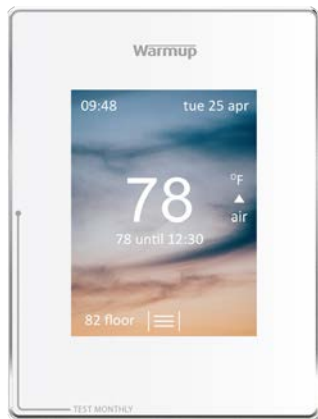 Warmup
09:48 tue 25 apr
78 °F
air
78 until 12:30
82 floor
TEST MONTHLY